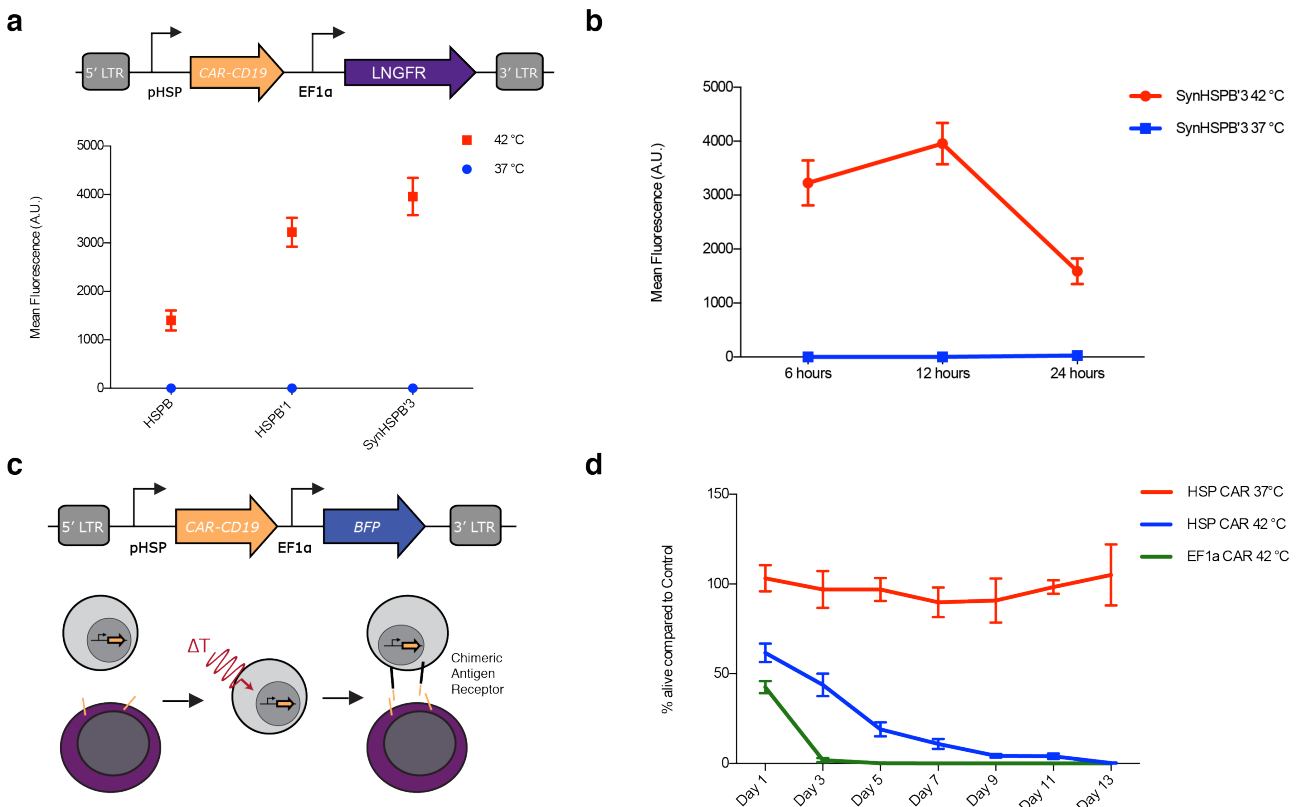 a
5′ LTR
CAR-CD19
LNGFR
3′ LTR
pHSP
EF1a
42 °C
37 °C
Mean Fluorescence (A.U.)
5000
4000
3000
2000
1000
0
HSPB
HSPB'1
SynHSPB'3
b
SynHSPB'3 42 °C
SynHSPB'3 37 °C
Mean Fluorescence (A.U.)
5000
4000
3000
2000
1000
0
6 hours
12 hours
24 hours
c
5′ LTR
CAR-CD19
BFP
3′ LTR
pHSP
EF1a
ΔT
Chimeric
Antigen
Receptor
d
HSP CAR 37°C
HSP CAR 42 °C
EF1a CAR 42 °C
% alive compared to Control
150
100
50
0
Day 1
Day 3
Day 5
Day 7
Day 9
Day 11
Day 13